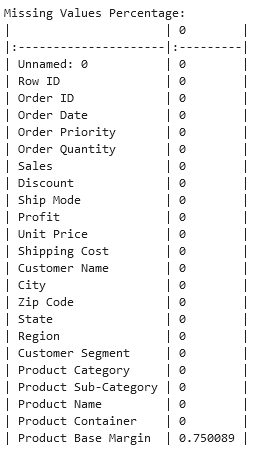 Missing Values Percentage:
|                      | 0        |
|:---------------------|:---------|
| Unnamed: 0           | 0        |
| Row ID               | 0        |
| Order ID             | 0        |
| Order Date           | 0        |
| Order Priority       | 0        |
| Order Quantity       | 0        |
| Sales                | 0        |
| Discount             | 0        |
| Ship Mode            | 0        |
| Profit               | 0        |
| Unit Price           | 0        |
| Shipping Cost        | 0        |
| Customer Name        | 0        |
| City                 | 0        |
| Zip Code             | 0        |
| State                | 0        |
| Region               | 0        |
| Customer Segment     | 0        |
| Product Category     | 0        |
| Product Sub-Category | 0        |
| Product Name         | 0        |
| Product Container    | 0        |
| Product Base Margin  | 0.750089 |